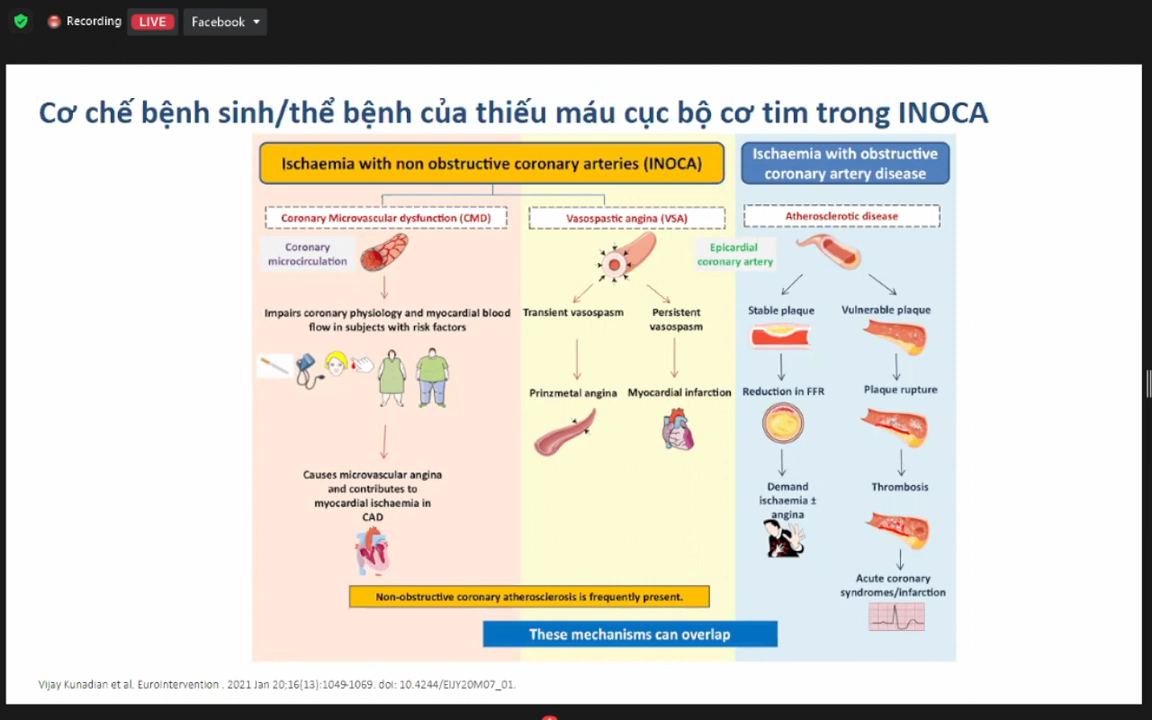 Recording
LIVE
Facebook
Cơ chế bệnh sinh/thể bệnh của thiếu máu cục bộ cơ tim trong INOCA
Ischaemia with non obstructive coronary arteries (INOCA)
Ischaemia with obstructive
coronary artery disease
Coronary Microvascular dysfunction (CMD)
Vasospastic angina (VSA)
Atherosclerotic disease
Coronary
microcirculation
Epicardial
coronary artery
Impairs coronary physiology and myocardial blood
flow in subjects with risk factors
Transient vasospasm
Persistent
vasospasm
Stable plaque
Vulnerable plaque
Prinzmetal angina
Myocardial infarction
Reduction in FFR
Plaque rupture
Causes microvascular angina
and contributes to
myocardial ischaemia in
CAD
Demand
ischaemia ±
angina
Thrombosis
Acute coronary
syndromes/infarction
Non-obstructive coronary atherosclerosis is frequently present.
These mechanisms can overlap
Vijay Kunadian et al. EuroIntervention . 2021 Jan 20;16(13):1049-1069. doi: 10.4244/EIJY20M07_01.